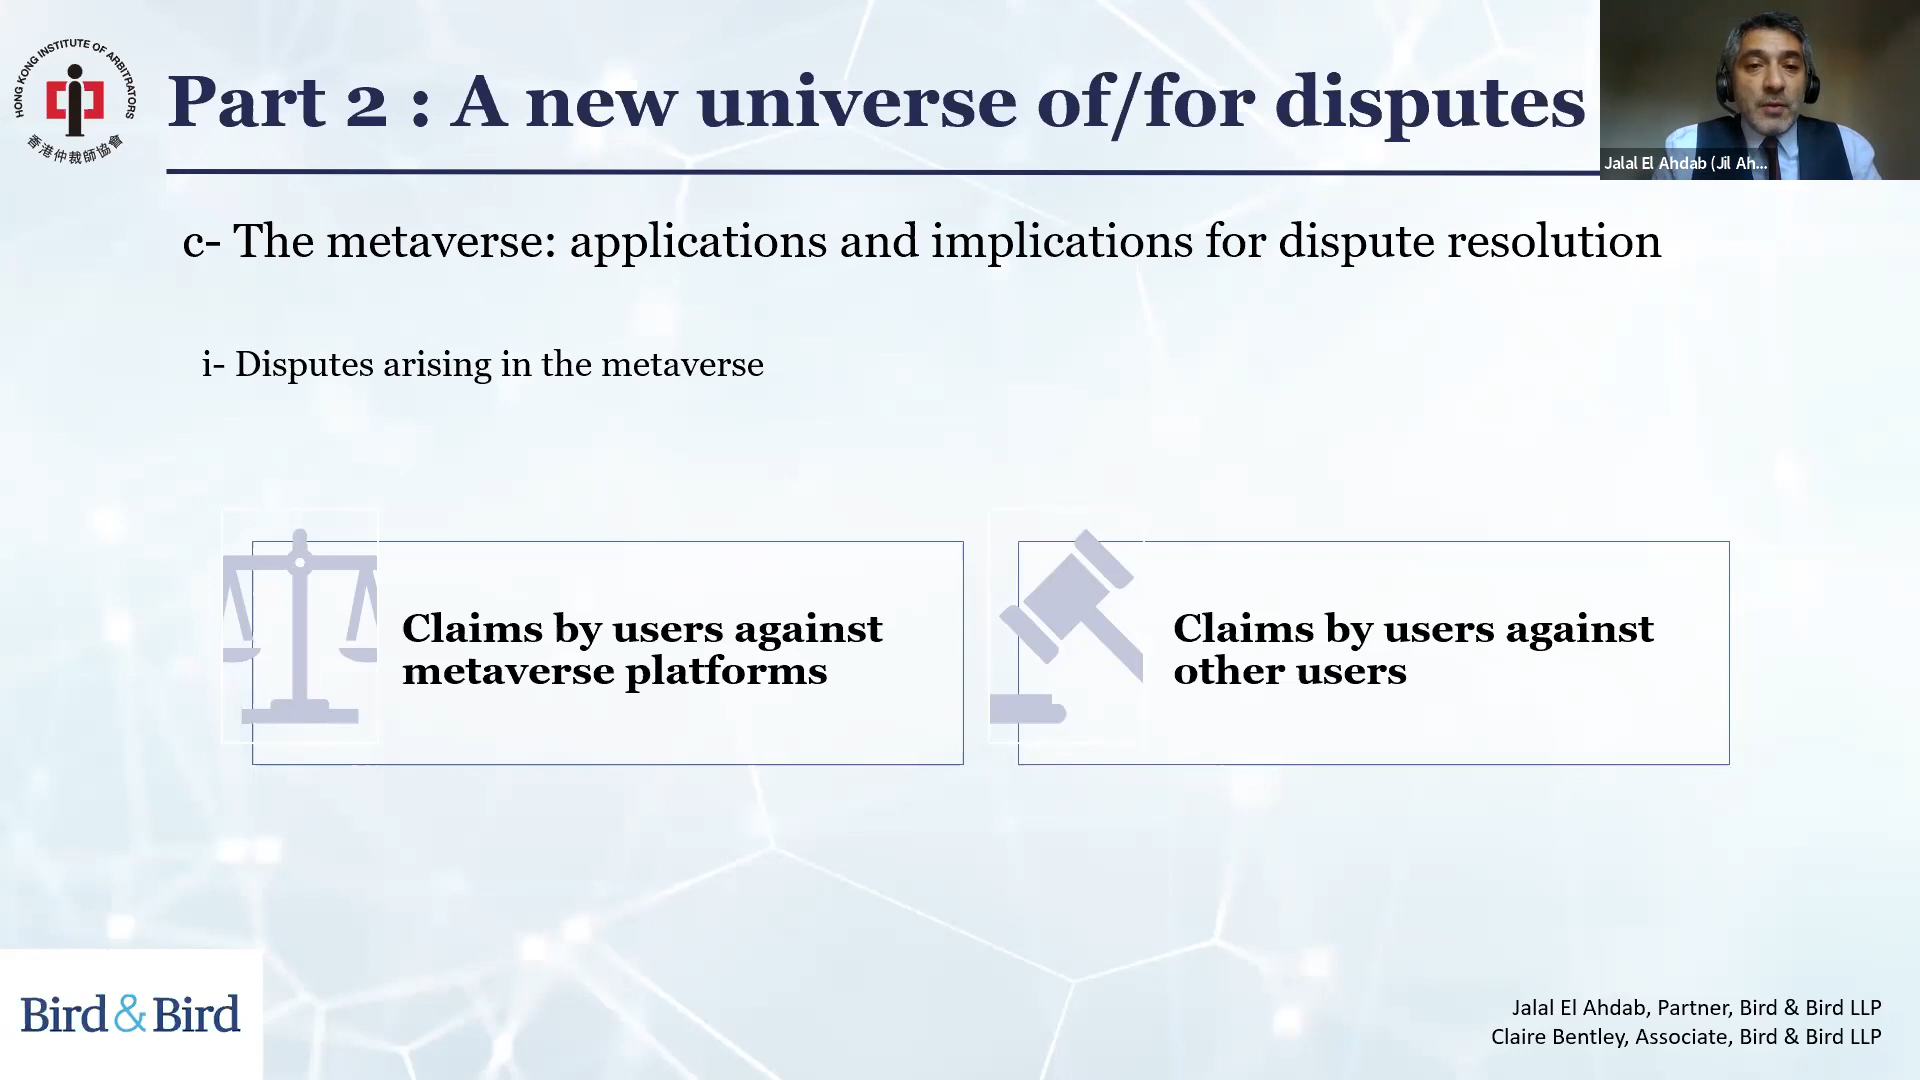 HONG KONG INSTITUTE OF ARBITRATORS
香港仲裁師協會
Part 2 : A new universe of/for disputes
Jalal El Ahdab (Jil Ah...
c- The metaverse: applications and implications for dispute resolution
i- Disputes arising in the metaverse
Claims by users against
metaverse platforms
Claims by users against
other users
Bird & Bird
Jalal El Ahdab, Partner, Bird & Bird LLP
Claire Bentley, Associate, Bird & Bird LLP